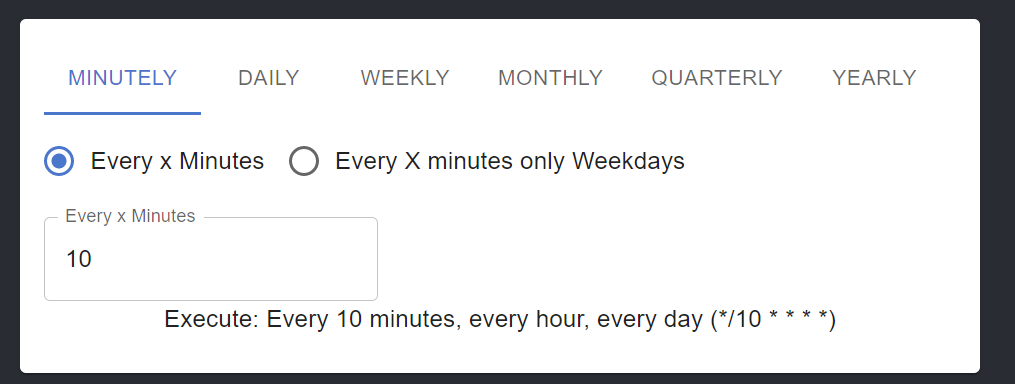 MINUTELY DAILY WEEKLY MONTHLY QUARTERLY YEARLY
Every x Minutes Every X minutes only Weekdays
Every x Minutes
10
Execute: Every 10 minutes, every hour, every day (*/10 * * * *)